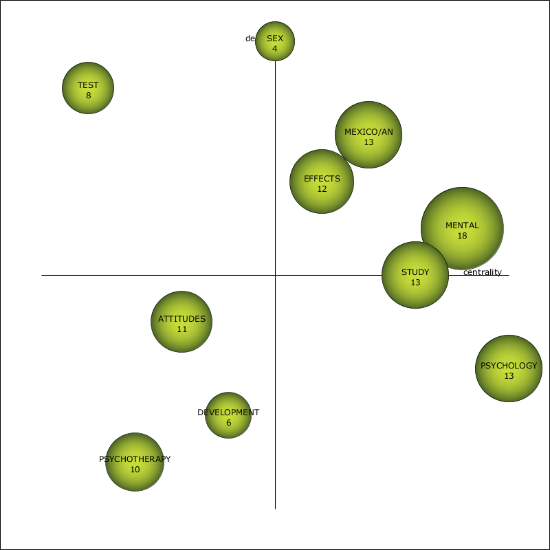 de
SEX
4
TEST
8
MEXICO/AN
13
EFFECTS
12
MENTAL
18
STUDY
13
centrality
ATTITUDES
11
PSYCHOLOGY
13
DEVELOPMENT
6
PSYCHOTHERAPY
10